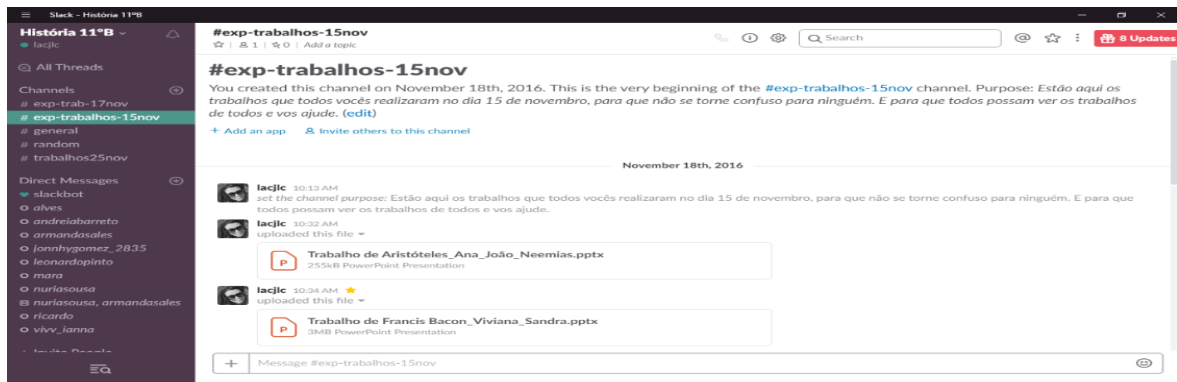 Slack - História 11ºB
História 11ºB
lacjlc
All Threads
Channels
# exp-trab-17nov
# exp-trabalhos-15nov
# general
# random
# trabalhos25nov
Direct Messages
slackbot
alves
andreiabarreto
armandasales
jonnhygomez_2835
leonardopinto
mara
nuriasousa
nuriasousa, armandasales
ricardo
vivv_ianna
+ Invite People
#exp-trabalhos-15nov
1 | 0 | Add a topic
Search
8 Updates
#exp-trabalhos-15nov
You created this channel on November 18th, 2016. This is the very beginning of the #exp-trabalhos-15nov channel. Purpose: Estão aqui os
trabalhos que todos vocês realizaram no dia 15 de novembro, para que não se torne confuso para ninguém. E para que todos possam ver os trabalhos
de todos e vos ajude. (edit)
+ Add an app Invite others to this channel
November 18th, 2016
lacjlc 10:13 AM
set the channel purpose: Estão aqui os trabalhos que todos vocês realizaram no dia 15 de novembro, para que não se torne confuso para ninguém. E para que
todos possam ver os trabalhos de todos e vos ajude.
lacjlc 10:32 AM
uploaded this file
Trabalho de Aristóteles_Ana_João_Neemias.pptx
255kB PowerPoint Presentation
lacjlc 10:34 AM
uploaded this file
Trabalho de Francis Bacon_Viviana_Sandra.pptx
3MB PowerPoint Presentation
Message #exp-trabalhos-15nov